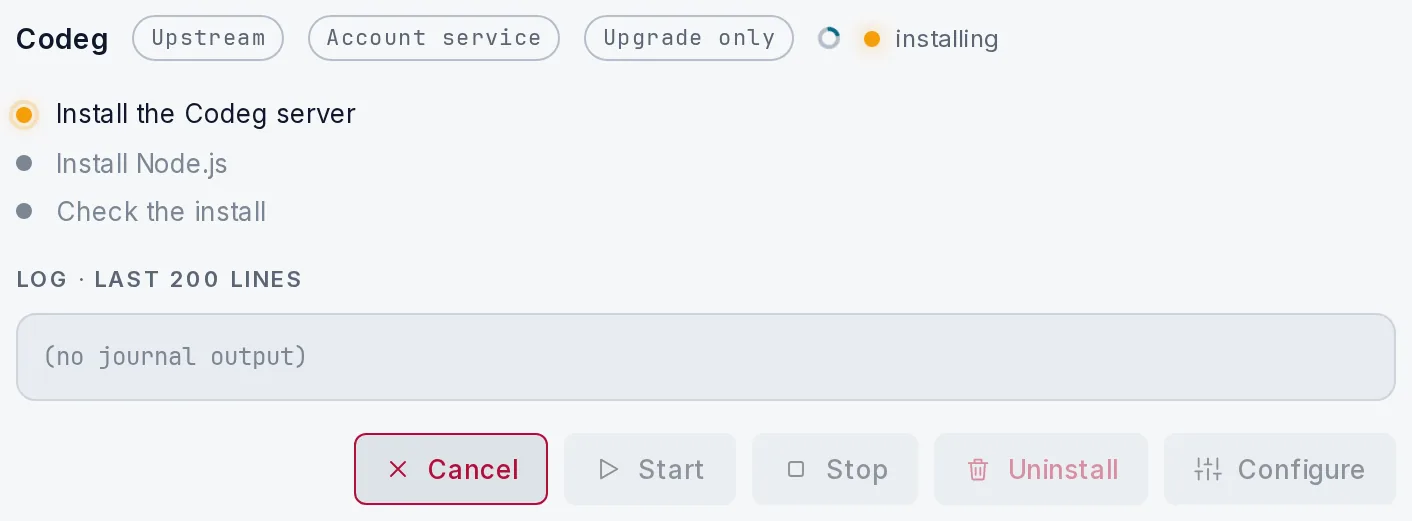 Codeg Upstream Account service Upgrade only installing
Install the Codeg server
Install Node.js
Check the install
LOG · LAST 200 LINES
(no journal output)
Cancel Start Stop Uninstall Configure